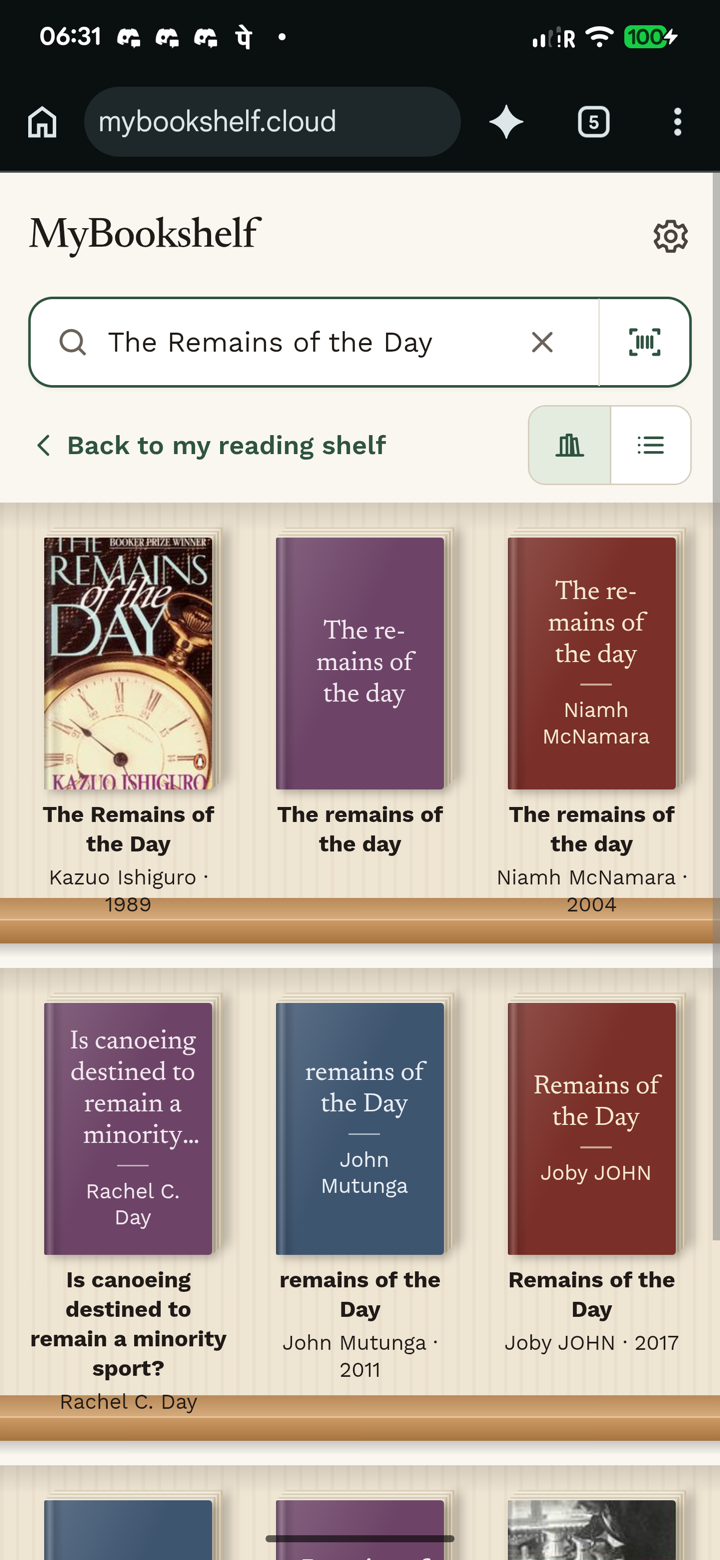 06:31 पे R 100
mybookshelf.cloud 5
MyBookshelf
The Remains of the Day
Back to my reading shelf
THE BOOKER PRIZE WINNER
REMAINS
of the
DAY
KAZUO ISHIGURO
The re-
mains of
the day
The re-
mains of
the day
Niamh
McNamara
The Remains of
the Day
Kazuo Ishiguro ·
1989
The remains of
the day
The remains of
the day
Niamh McNamara ·
2004
Is canoeing
destined to
remain a
minority...
Rachel C.
Day
remains of
the Day
John
Mutunga
Remains of
the Day
Joby JOHN
Is canoeing
destined to
remain a minority
sport?
Rachel C. Day
remains of the
Day
John Mutunga ·
2011
Remains of the
Day
Joby JOHN · 2017